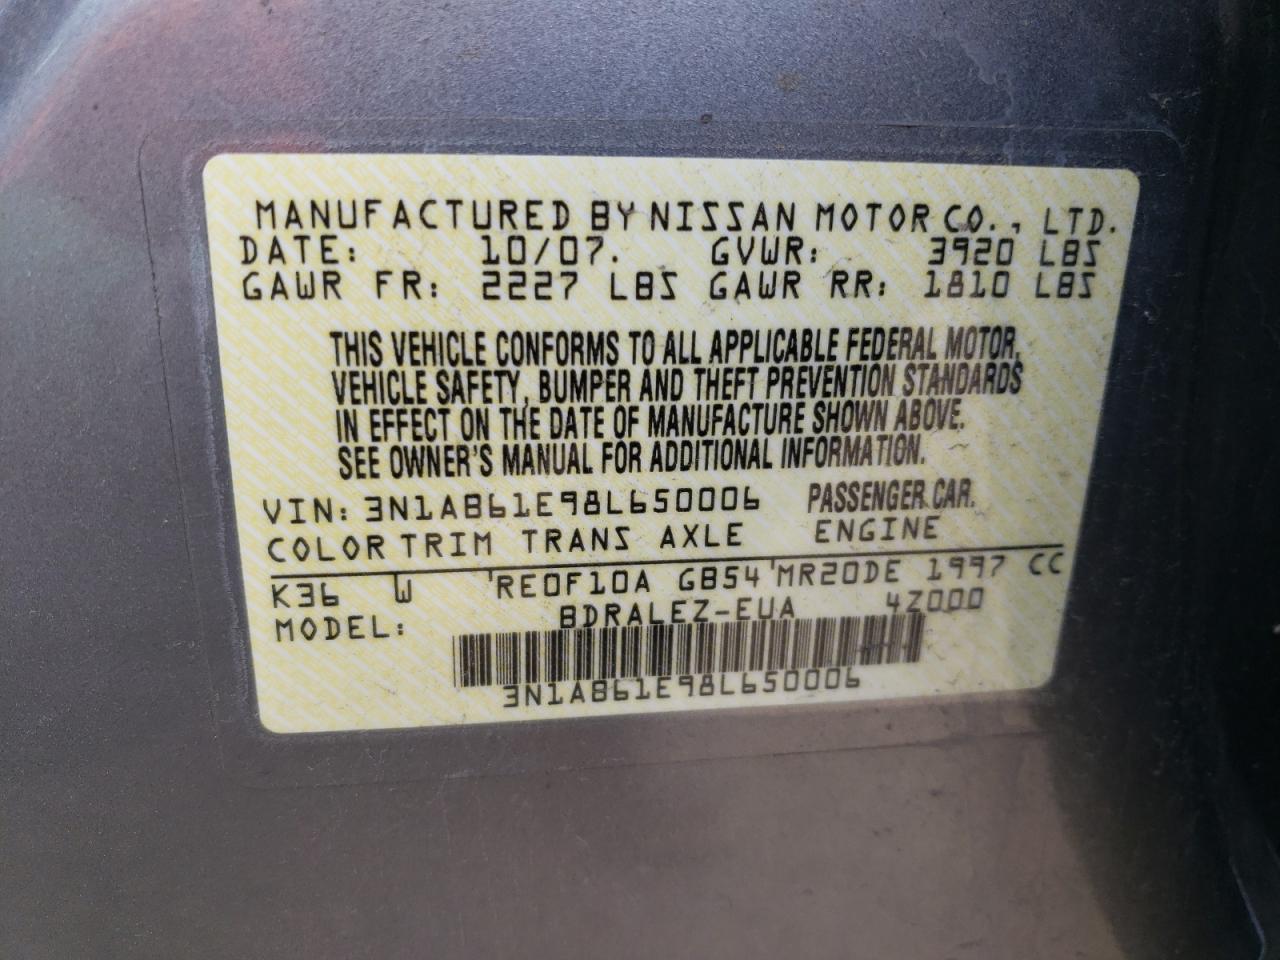 MANUFACTURED BY NISSAN MOTOR CO., LTD.
DATE: 10/07. GVWR: 3920 LBS
GAWR FR: 2227 LBS GAWR RR: 1810 LBS
THIS VEHICLE CONFORMS TO ALL APPLICABLE FEDERAL MOTOR,
VEHICLE SAFETY, BUMPER AND THEFT PREVENTION STANDARDS
IN EFFECT ON THE DATE OF MANUFACTURE SHOWN ABOVE.
SEE OWNER'S MANUAL FOR ADDITIONAL INFORMATION.
VIN: 3N1AB61E98L650006 PASSENGER CAR.
COLOR TRIM TRANS AXLE ENGINE
K36 W 'RE0F10A GB54 'MR20DE 1997 CC
MODEL: BDRALEZ-EUA 4Z000
3N1AB61E98L650006